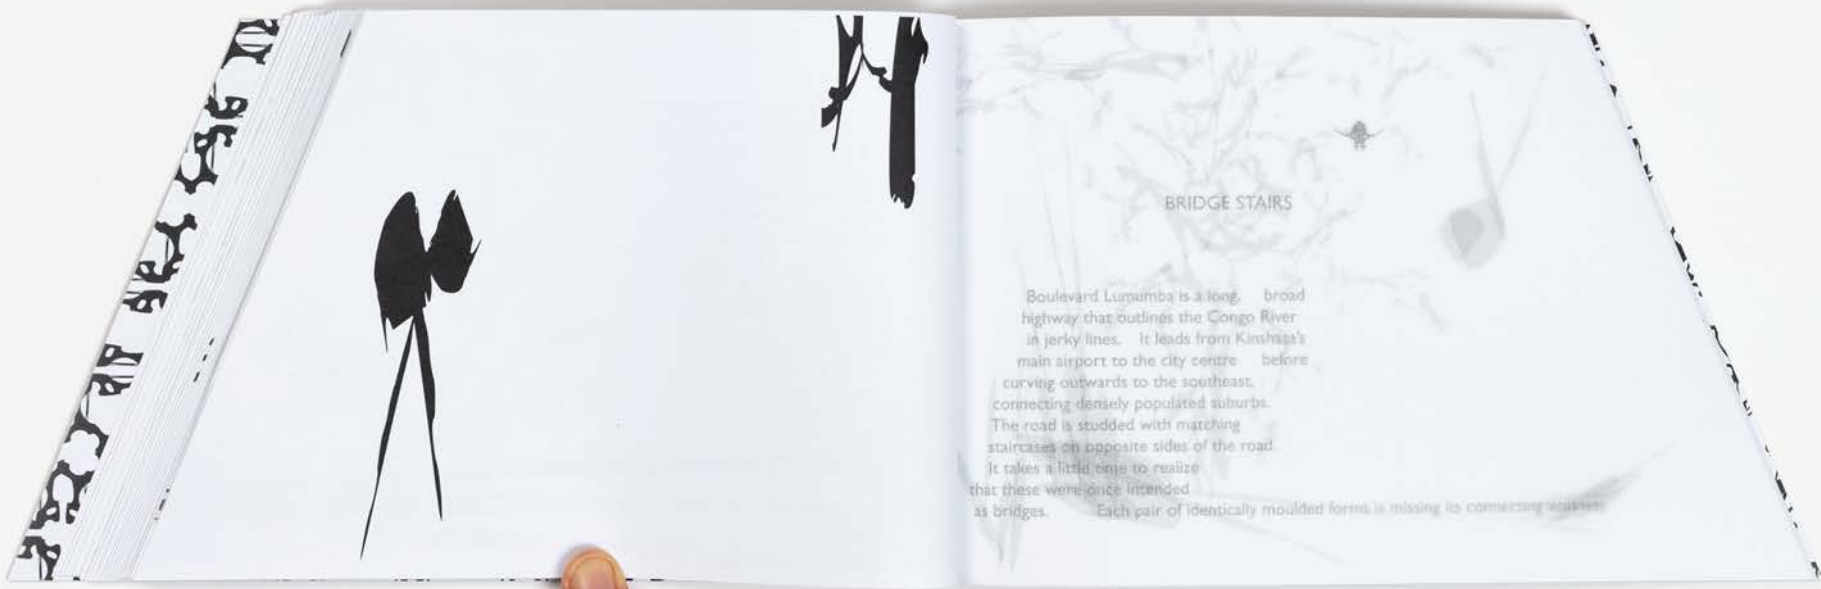 BRIDGE STAIRS
Boulevard Lumumba is a long, broad
highway that outlines the Congo River
in jerky lines. It leads from Kinshasa's
main airport to the city centre before
curving outwards to the southeast,
connecting densely populated suburbs.
The road is studded with matching
staircases on opposite sides of the road.
It takes a little time to realize
that these were once intended
as bridges. Each pair of identically moulded forms is missing its connecting